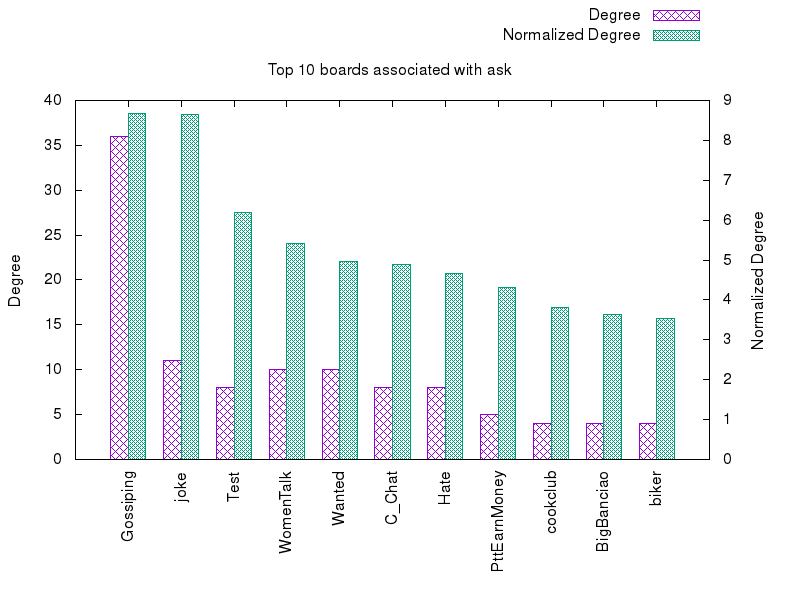 Degree
Normalized Degree
Top 10 boards associated with ask
40
35
30
25
20
15
10
5
0
9
8
7
6
5
4
3
2
1
0
Degree
Normalized Degree
Gossiping
joke
Test
WomenTalk
Wanted
C_Chat
Hate
PttEarnMoney
cookclub
BigBanciao
biker